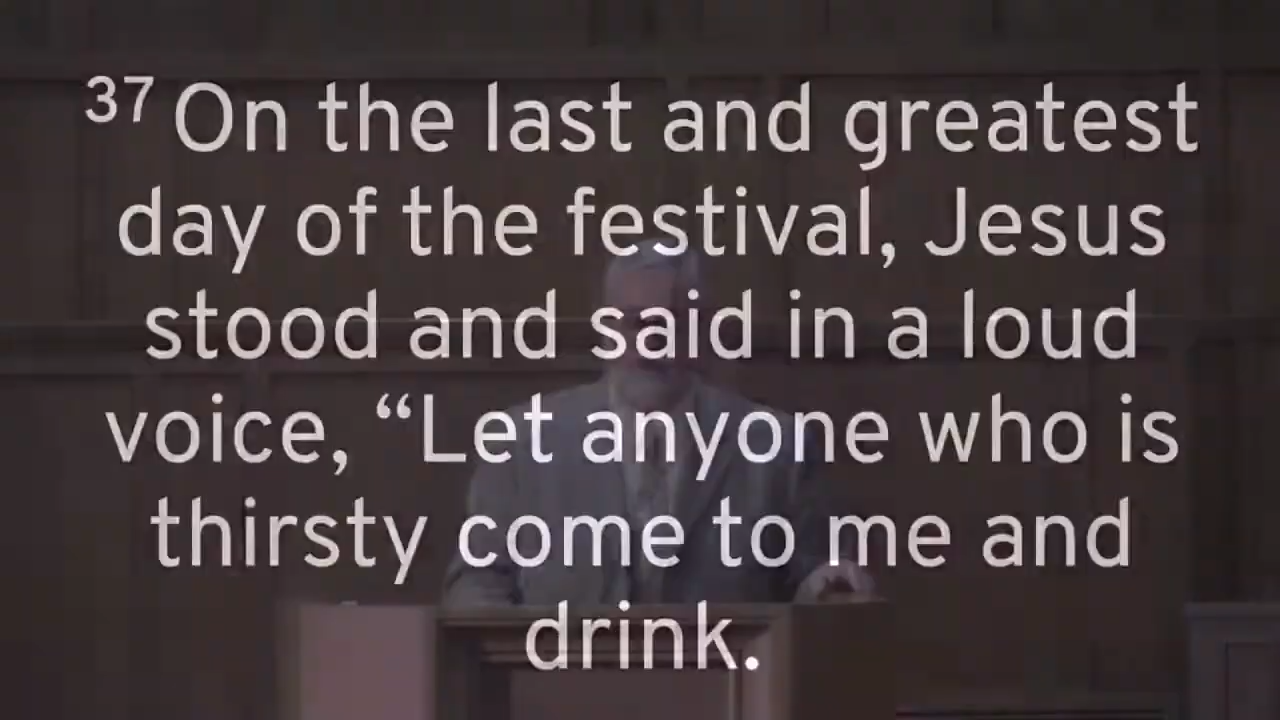 37 On the last and greatest
day of the festival, Jesus
stood and said in a loud
voice, “Let anyone who is
thirsty come to me and
drink.